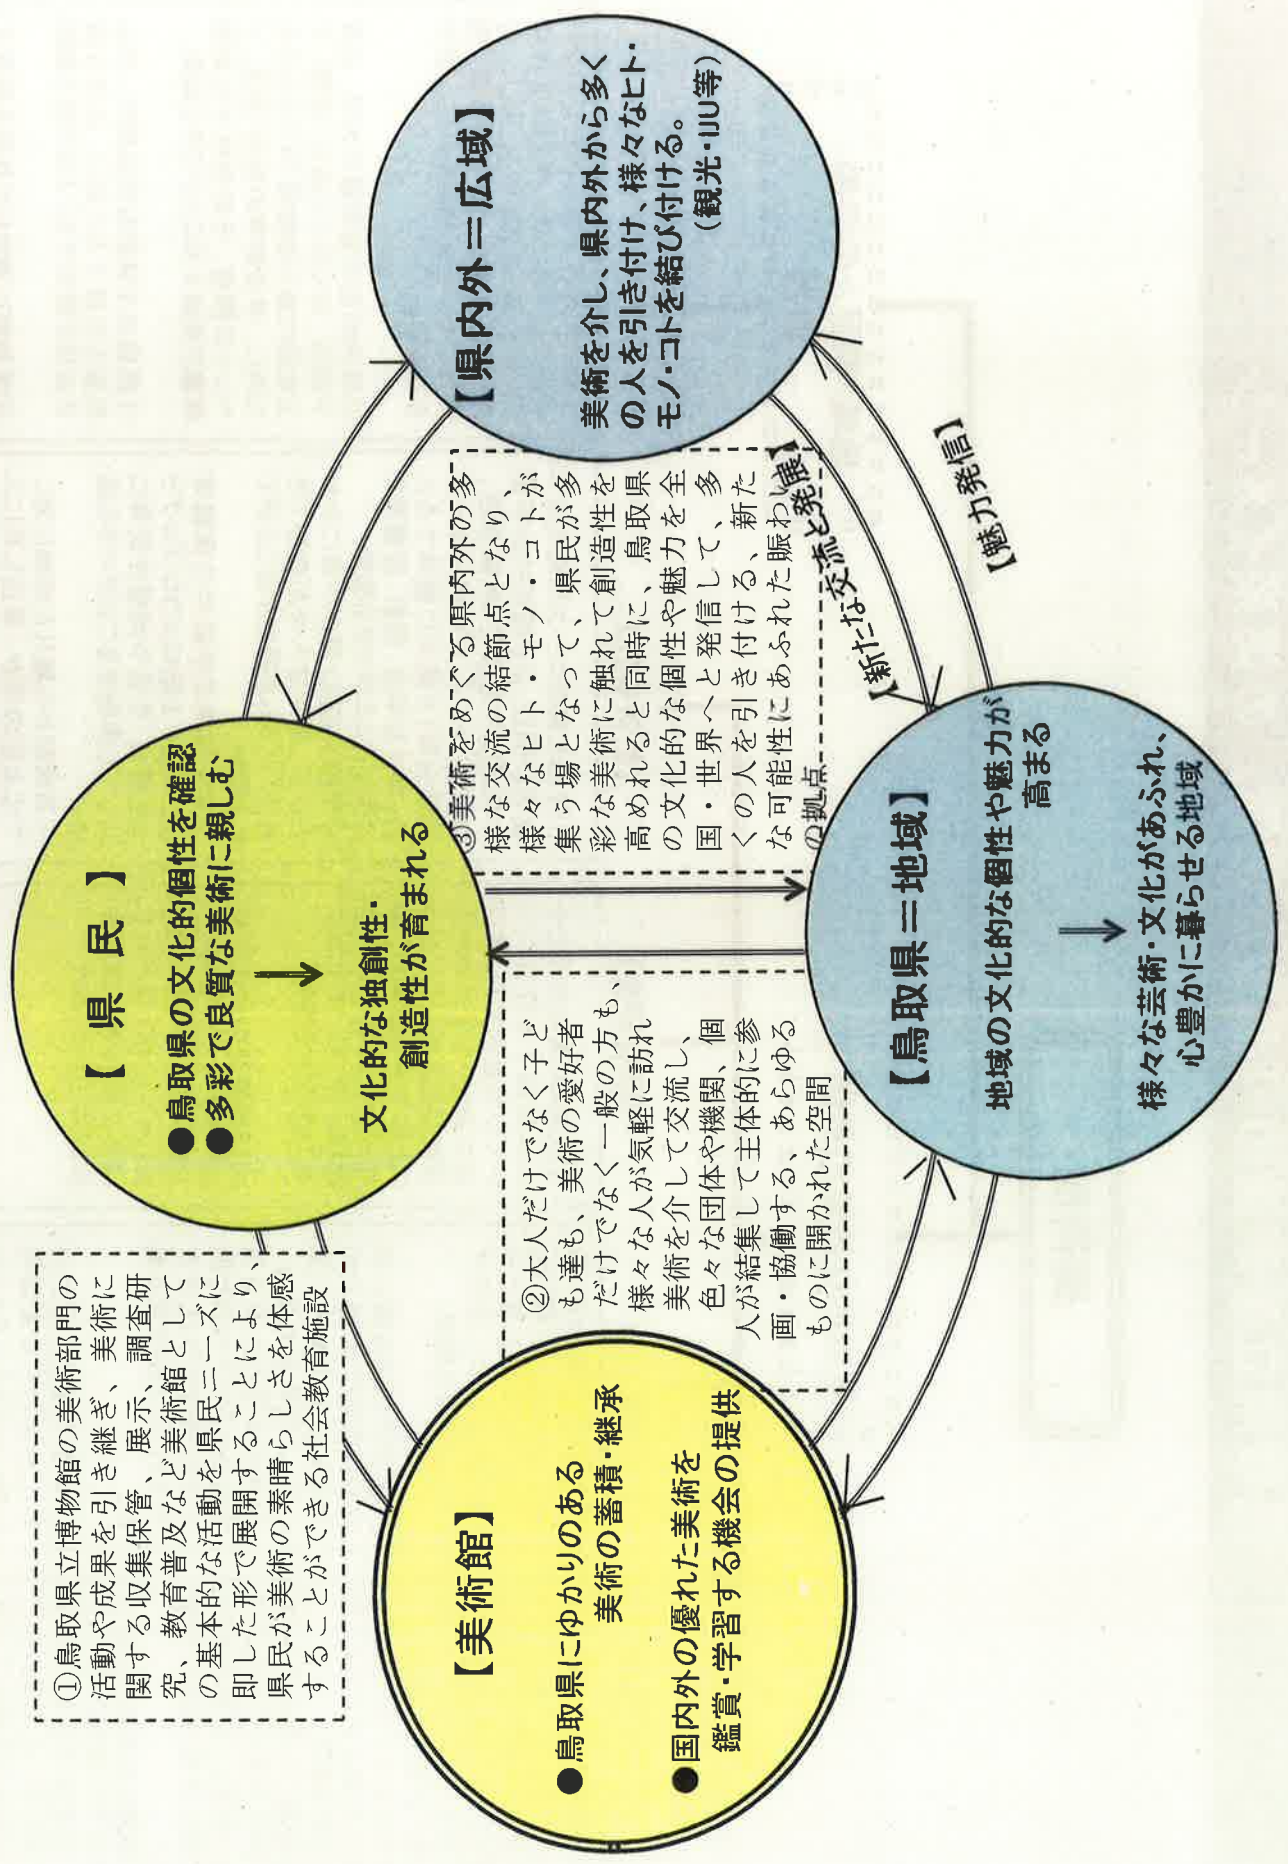 【 県 民 】
●鳥取県の文化的個性を確認
●多彩で良質な美術に親しむ
文化的な独創性・
創造性が育まれる
①鳥取県立博物館の美術部門の
活動や成果を引き継ぎ、美術に
関する収集保管、展示、調査研
究、教育普及など美術館として
の基本的な活動を県民ニーズに
即した形で展開することにより、
県民が美術の素晴らしさを体感
することができる社会教育施設
【美術館】
●鳥取県にゆかりのある
美術の蓄積・継承
●国内外の優れた美術を
鑑賞・学習する機会の提供
②大人だけでなく子ど
も達も、美術の愛好者
だけでなく一般の方も、
様々な人が気軽に訪れ
美術を介して交流し、
色々な団体や機関、個
人が結集して主体的に参
画・協働する、あらゆる
ものに開かれた空間
③美術をめぐる県内外の多
様な交流の結節点となり、
様々なヒト・モノ・コトが
集う場となって、県民が多
彩な美術に触れて創造性を
高めれると同時に、鳥取県
の文化的な個性や魅力を全
国・世界へと発信して、多
くの人を引き付ける、新た
な可能性にあふれた賑わい
の拠点
【県内外＝広域】
美術を介し、県内外から多く
の人を引き付け、様々なヒト・
モノ・コトを結び付ける。
（観光・IJU等）
【新たな交流と発展】
【魅力発信】
【鳥取県＝地域】
地域の文化的な個性や魅力が
高まる
様々な芸術・文化があふれ、
心豊かに暮らせる地域